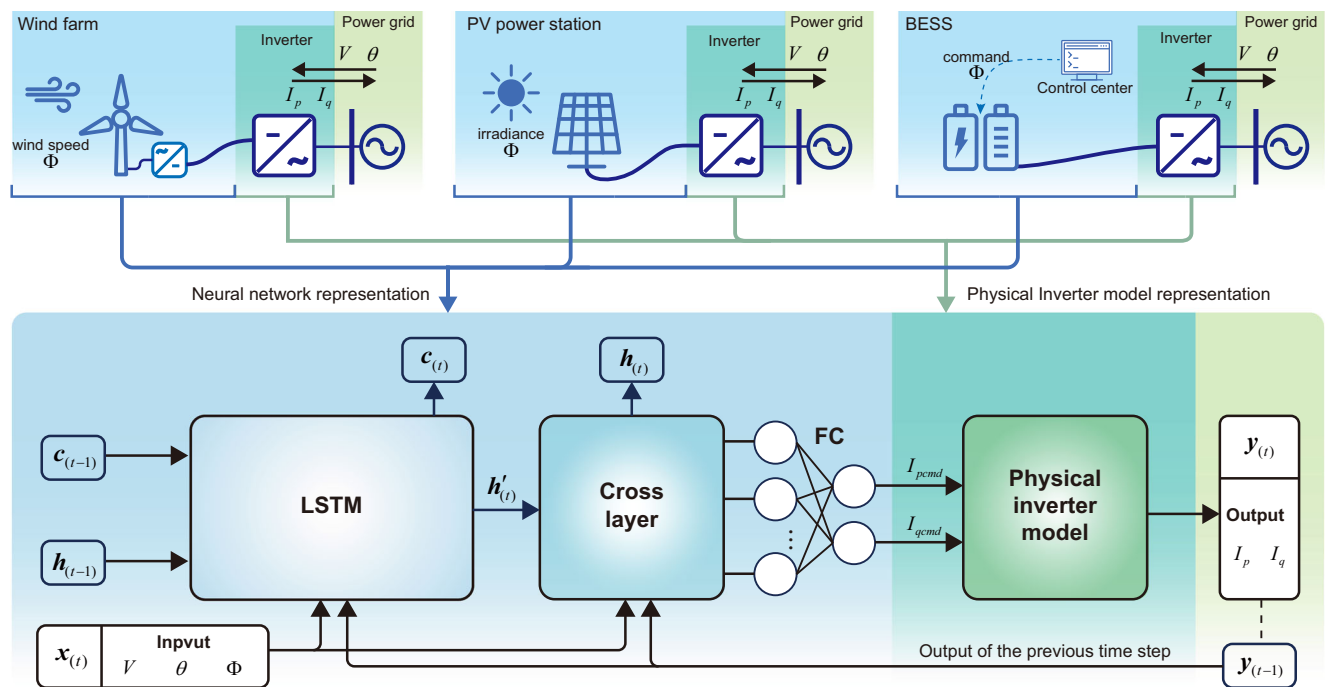 Wind farm
Power grid
Inverter
V θ
I_p I_q
wind speed
Φ
PV power station
Power grid
Inverter
V θ
I_p I_q
irradiance
Φ
BESS
Power grid
command
Φ
Control center
Inverter
V θ
I_p I_q
Neural network representation
Physical Inverter model representation
c_(t)
h_(t)
c_(t−1)
h_(t−1)
LSTM
h′_(t)
Cross
layer
FC
⋮
I_pcmd
I_qcmd
Physical
inverter
model
y_(t)
Output
I_p I_q
x_(t)
Inpvut
V θ Φ
Output of the previous time step
y_(t−1)